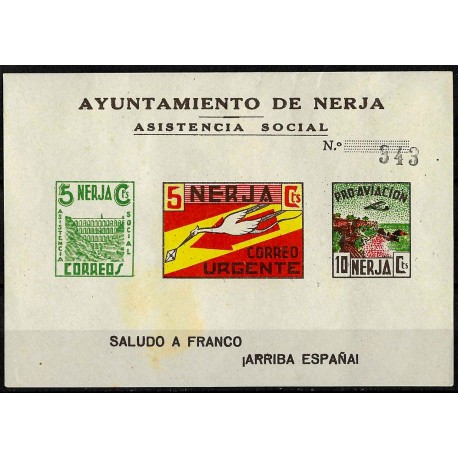 AYUNTAMIENTO DE NERJA
ASISTENCIA SOCIAL
N.º 343
5 NERJA Cts
ASISTENCIA
SOCIAL
CORREOS
5 NERJA Cts
CORREO
URGENTE
PRO-AVIACION
10 NERJA Cts
SALUDO A FRANCO
¡ARRIBA ESPAÑA!